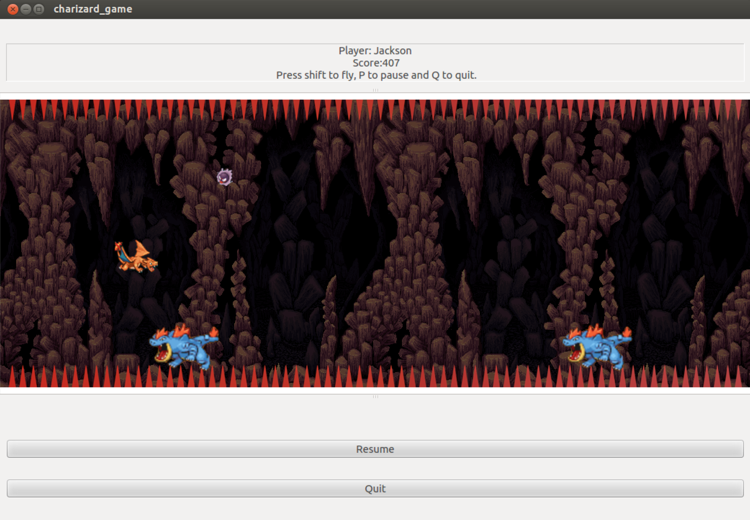 charizard_game
Player: Jackson
Score:407
Press shift to fly, P to pause and Q to quit.
Resume
Quit